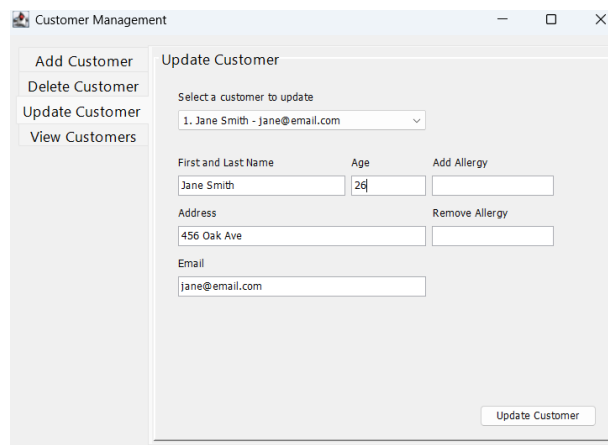 Customer Management
Add Customer
Delete Customer
Update Customer
View Customers
Update Customer
Select a customer to update
1. Jane Smith - jane@email.com
First and Last Name Age Add Allergy
Jane Smith 26
Address Remove Allergy
456 Oak Ave
Email
jane@email.com
Update Customer